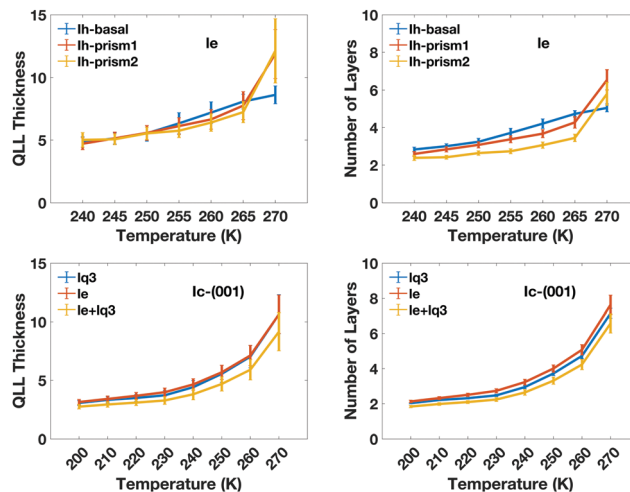 QLL Thickness
15
10
5
0
Ih-basal
Ih-prism1
Ih-prism2
Ie
240 245 250 255 260 265 270
Temperature (K)
Number of Layers
10
8
6
4
2
0
Ih-basal
Ih-prism1
Ih-prism2
Ie
240 245 250 255 260 265 270
Temperature (K)
QLL Thickness
15
10
5
0
lq3
Ie
Ie+lq3
Ic-(001)
200 210 220 230 240 250 260 270
Temperature (K)
Number of Layers
10
8
6
4
2
0
lq3
Ie
Ie+lq3
Ic-(001)
200 210 220 230 240 250 260 270
Temperature (K)